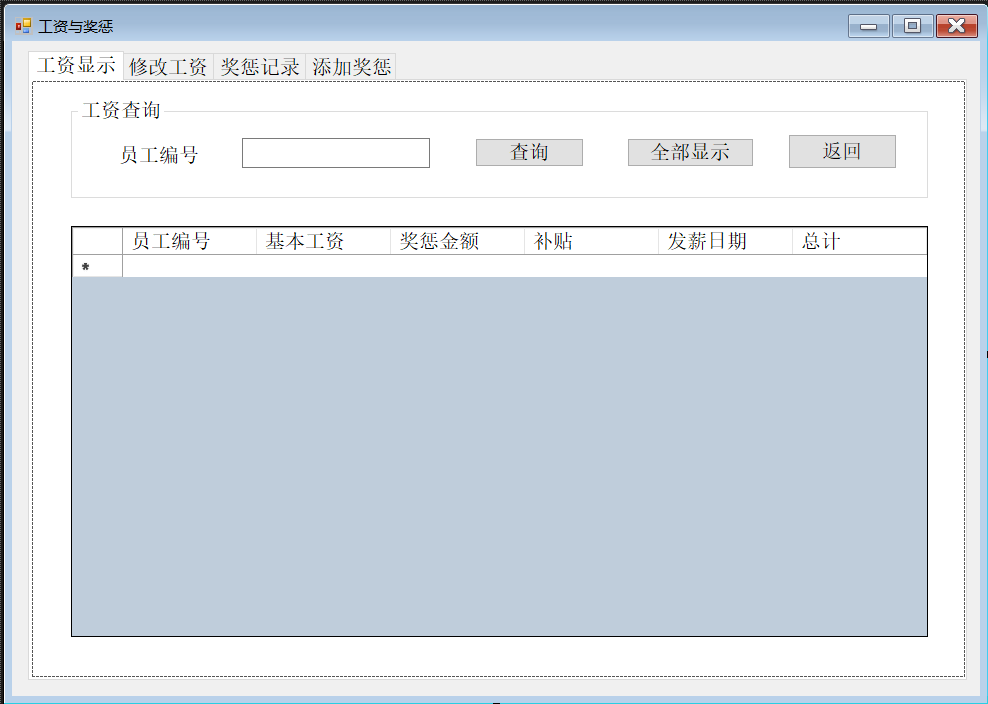 工资与奖惩
工资显示 修改工资 奖惩记录 添加奖惩
工资查询
员工编号 查询 全部显示 返回
员工编号 基本工资 奖惩金额 补贴 发薪日期 总计
*